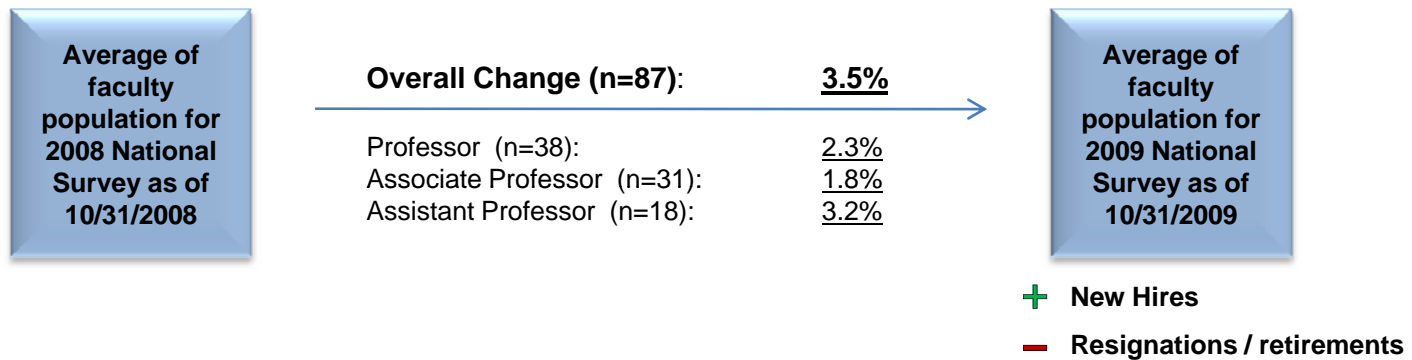 Average of
faculty
population for
2008 National
Survey as of
10/31/2008
Overall Change (n=87): 3.5%
Professor (n=38): 2.3%
Associate Professor (n=31): 1.8%
Assistant Professor (n=18): 3.2%
Average of
faculty
population for
2009 National
Survey as of
10/31/2009
New Hires
Resignations / retirements